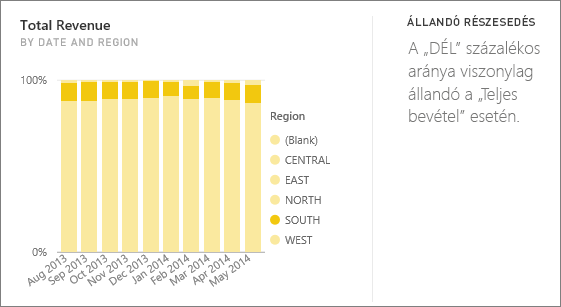 Total Revenue
BY DATE AND REGION
100%
0%
Aug 2013
Sep 2013
Oct 2013
Nov 2013
Dec 2013
Jan 2014
Feb 2014
Mar 2014
Apr 2014
May 2014
Region
(Blank)
CENTRAL
EAST
NORTH
SOUTH
WEST
ÁLLANDÓ RÉSZESEDÉS
A „DÉL” százalékos
aránya viszonylag
állandó a „Teljes
bevétel” esetén.